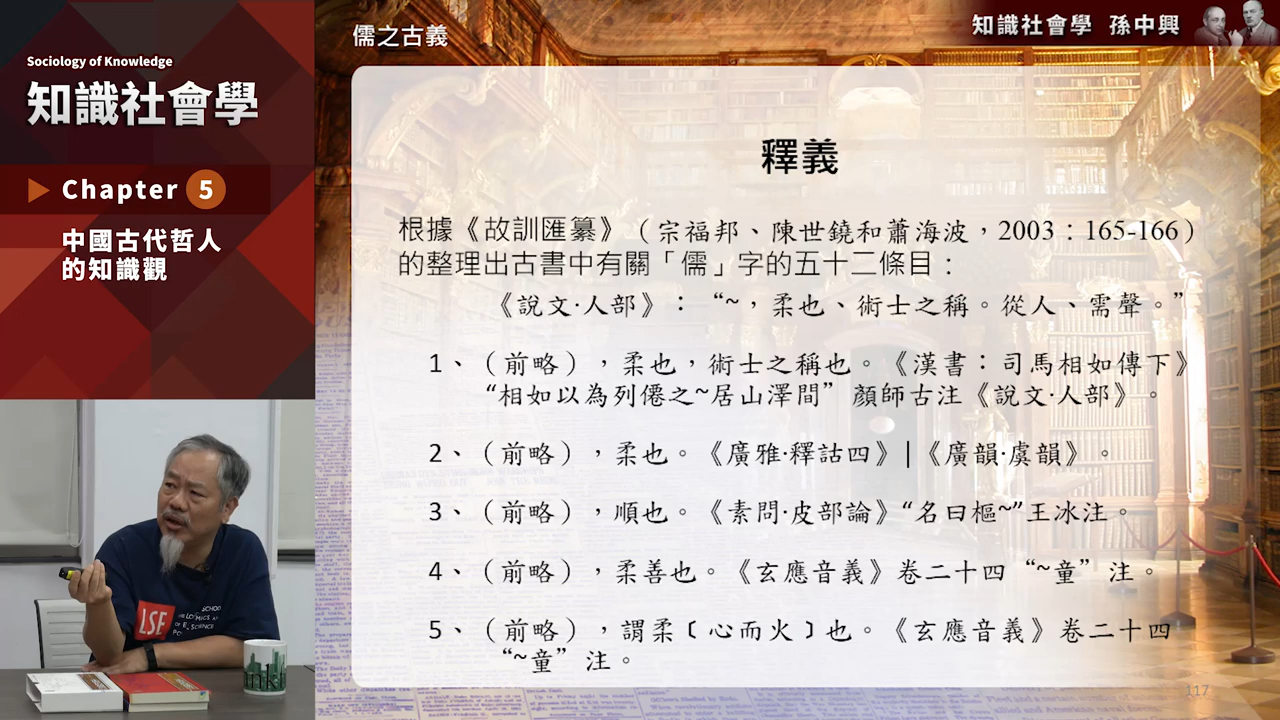 Sociology of Knowledge
知識社會學
Chapter 5
中國古代哲人
的知識觀
儒之古義
知識社會學 孫中興
釋義
根據《故訓匯纂》（宗福邦、陳世鐃和蕭海波，2003：165-166）
的整理出古書中有關「儒」字的五十二條目：
《說文·人部》：“~，柔也、術士之稱。從人、需聲。”
1、（前略），柔也，術士之稱也。《漢書：司馬相如傳下》
“相如以為列僊之~居山澤間”顏師古注《說文·人部》。
2、（前略），柔也。《廣雅·釋詁四》|《廣韻·虞韻》。
3、（前略），順也。《素問·皮部論》“名曰樞~”王冰注。
4、（前略），柔善也。《玄應音義》卷二十四“~童”注。
5、（前略），謂柔〔心而火〕也。《玄應音義》卷二十四
“~童”注。
117
LSE